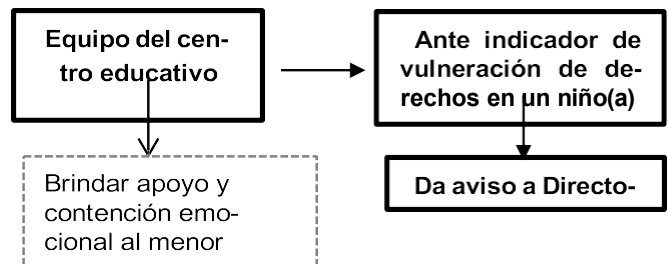 Equipo del cen-
tro educativo
Ante indicador de
vulneración de de-
rechos en un niño(a)
Brindar apoyo y
contención emo-
cional al menor
Da aviso a Directo-